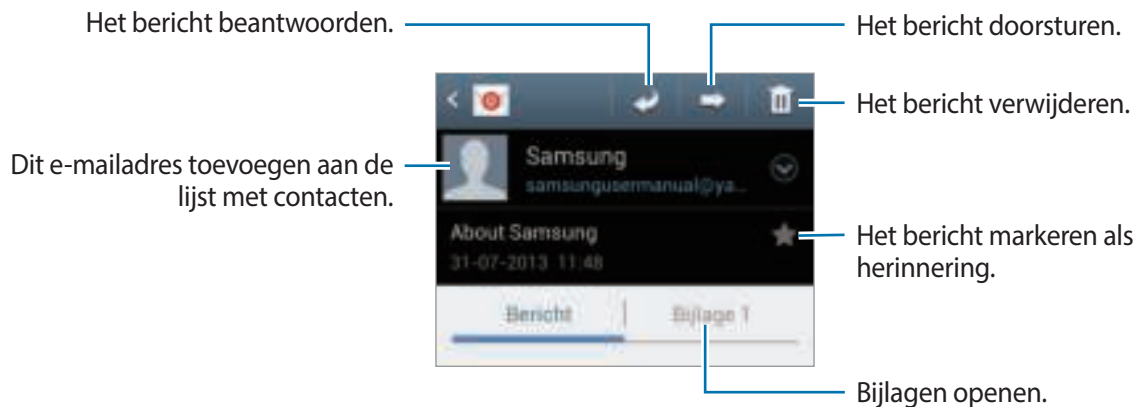 Het bericht beantwoorden.
Het bericht doorsturen.
Het bericht verwijderen.
Dit e-mailadres toevoegen aan de
lijst met contacten.
Samsung
samsungusermanual@ya...
About Samsung
31-07-2013 11:48
Het bericht markeren als
herinnering.
Bericht
Bijlage 1
Bijlagen openen.